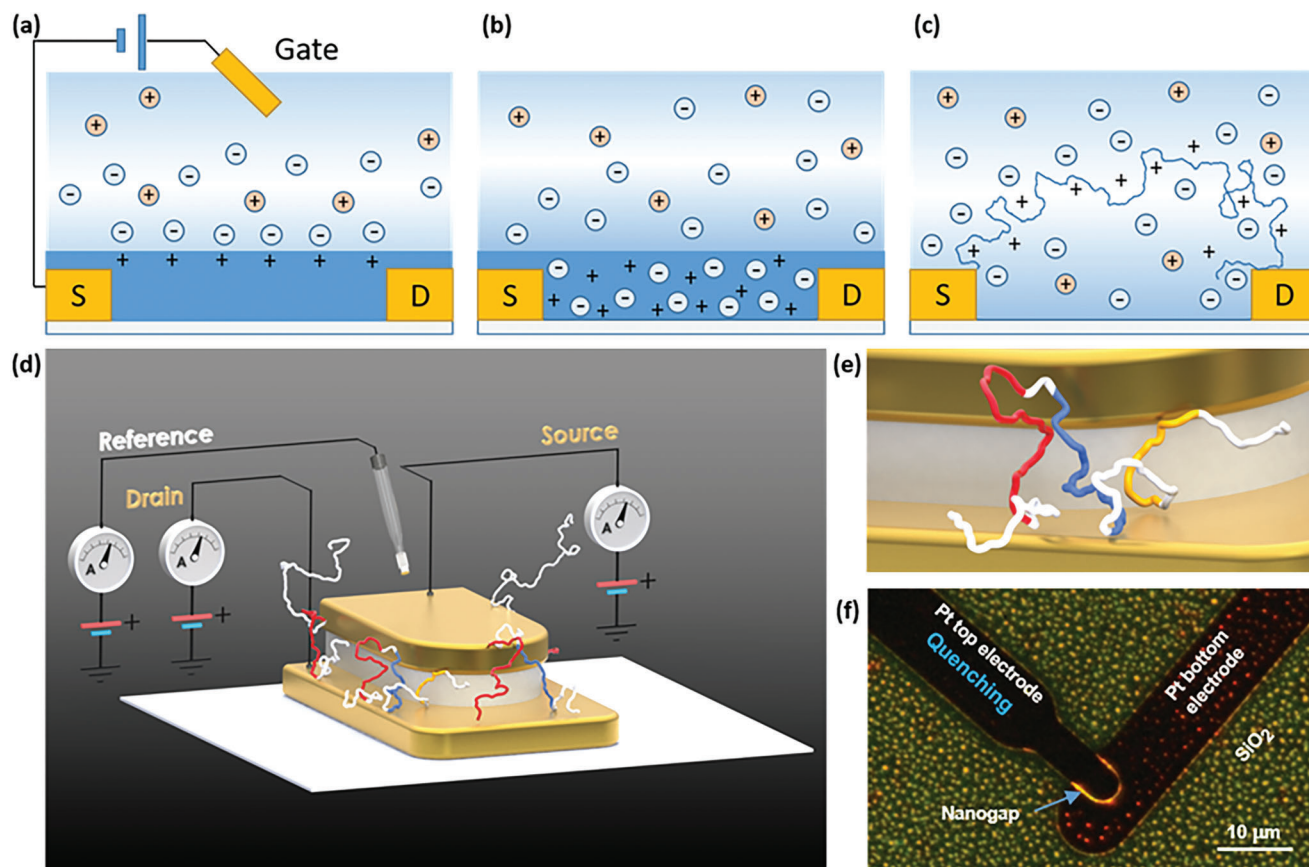 (a)
Gate
S
D
(b)
S
D
(c)
S
D
(d)
Reference
Drain
Source
A
A
A
+
+
+
(e)
(f)
Pt top electrode
Quenching
Pt bottom
electrode
SiO₂
Nanogap
10 μm